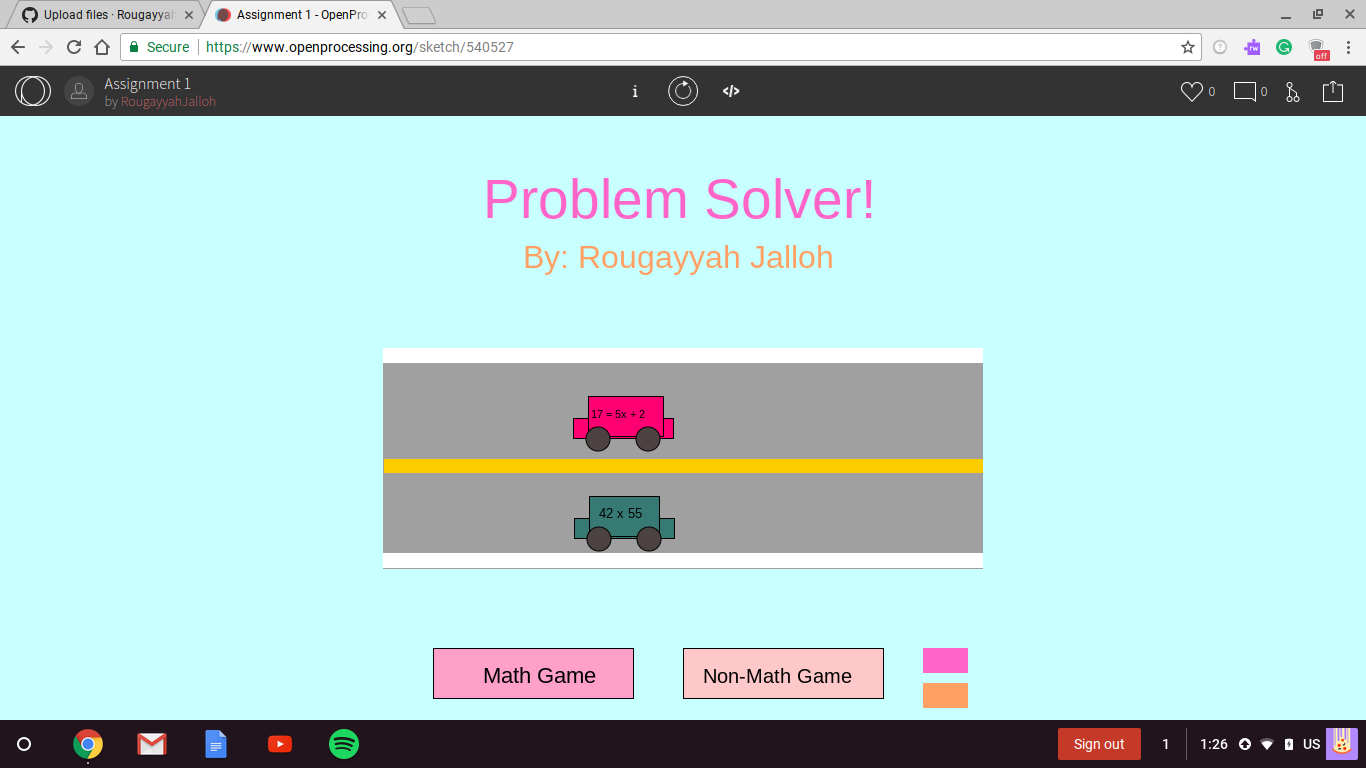 Upload files · Rougayyah
Assignment 1 - OpenPro
Secure https://www.openprocessing.org/sketch/540527
rw
off
Assignment 1
by RougayyahJalloh
i
</>
0
0
Problem Solver!
By: Rougayyah Jalloh
17 = 5x + 2
42 x 55
Math Game
Non-Math Game
Sign out
1
1:26
US